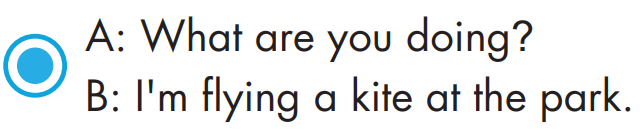 A: What are you doing?
B: I'm flying a kite at the park.